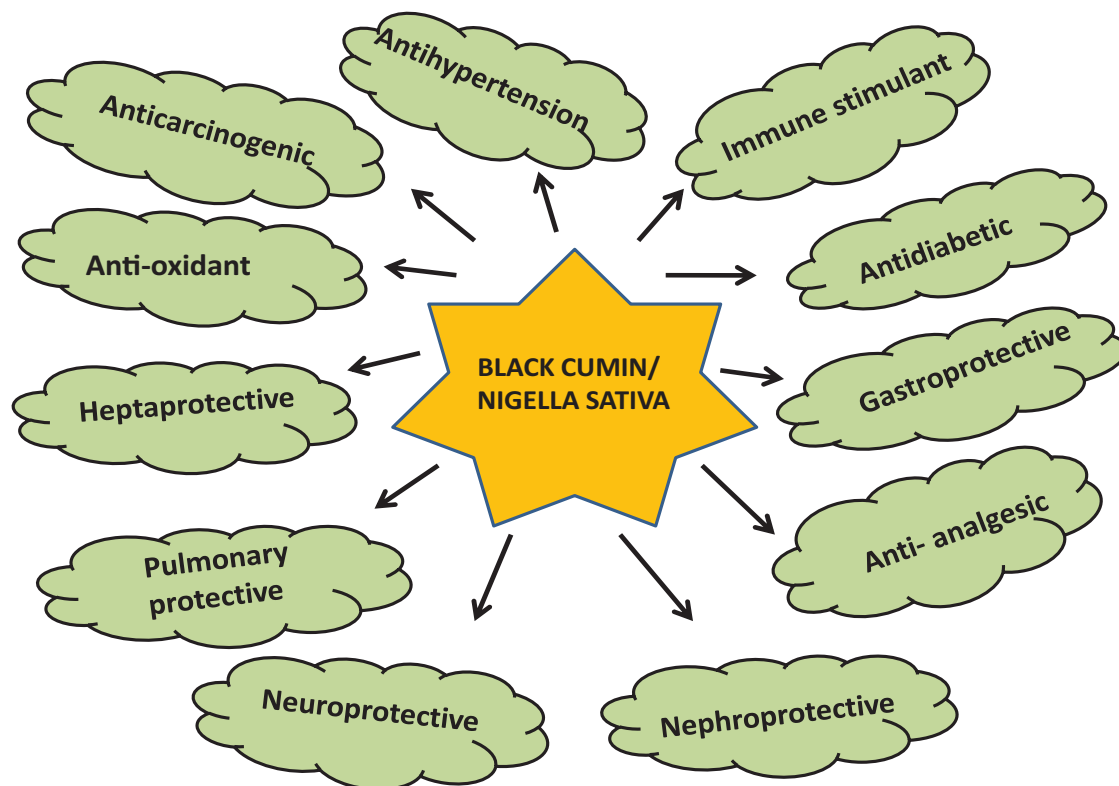 Antihypertension
Immune stimulant
Anticarcinogenic
Antidiabetic
Anti-oxidant
Gastroprotective
BLACK CUMIN/
NIGELLA SATIVA
Heptaprotective
Anti- analgesic
Pulmonary
protective
Neuroprotective
Nephroprotective